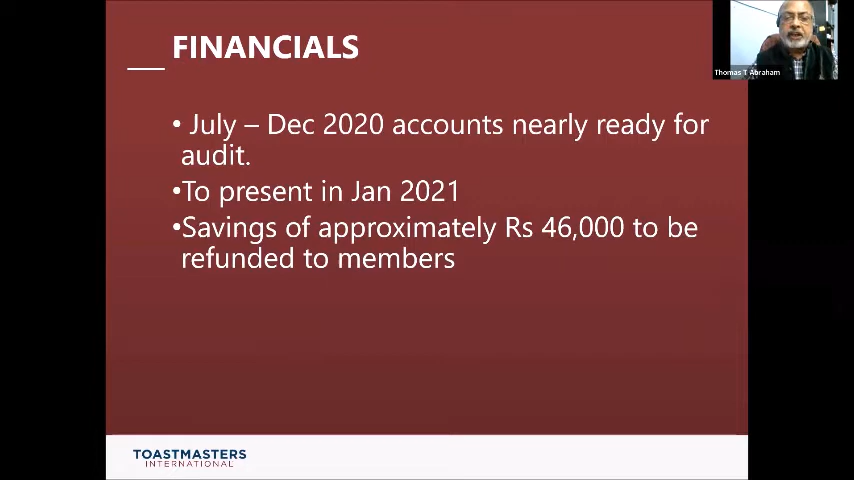 FINANCIALS
Thomas T Abraham
• July – Dec 2020 accounts nearly ready for
audit.
•To present in Jan 2021
•Savings of approximately Rs 46,000 to be
refunded to members
TOASTMASTERS
INTERNATIONAL